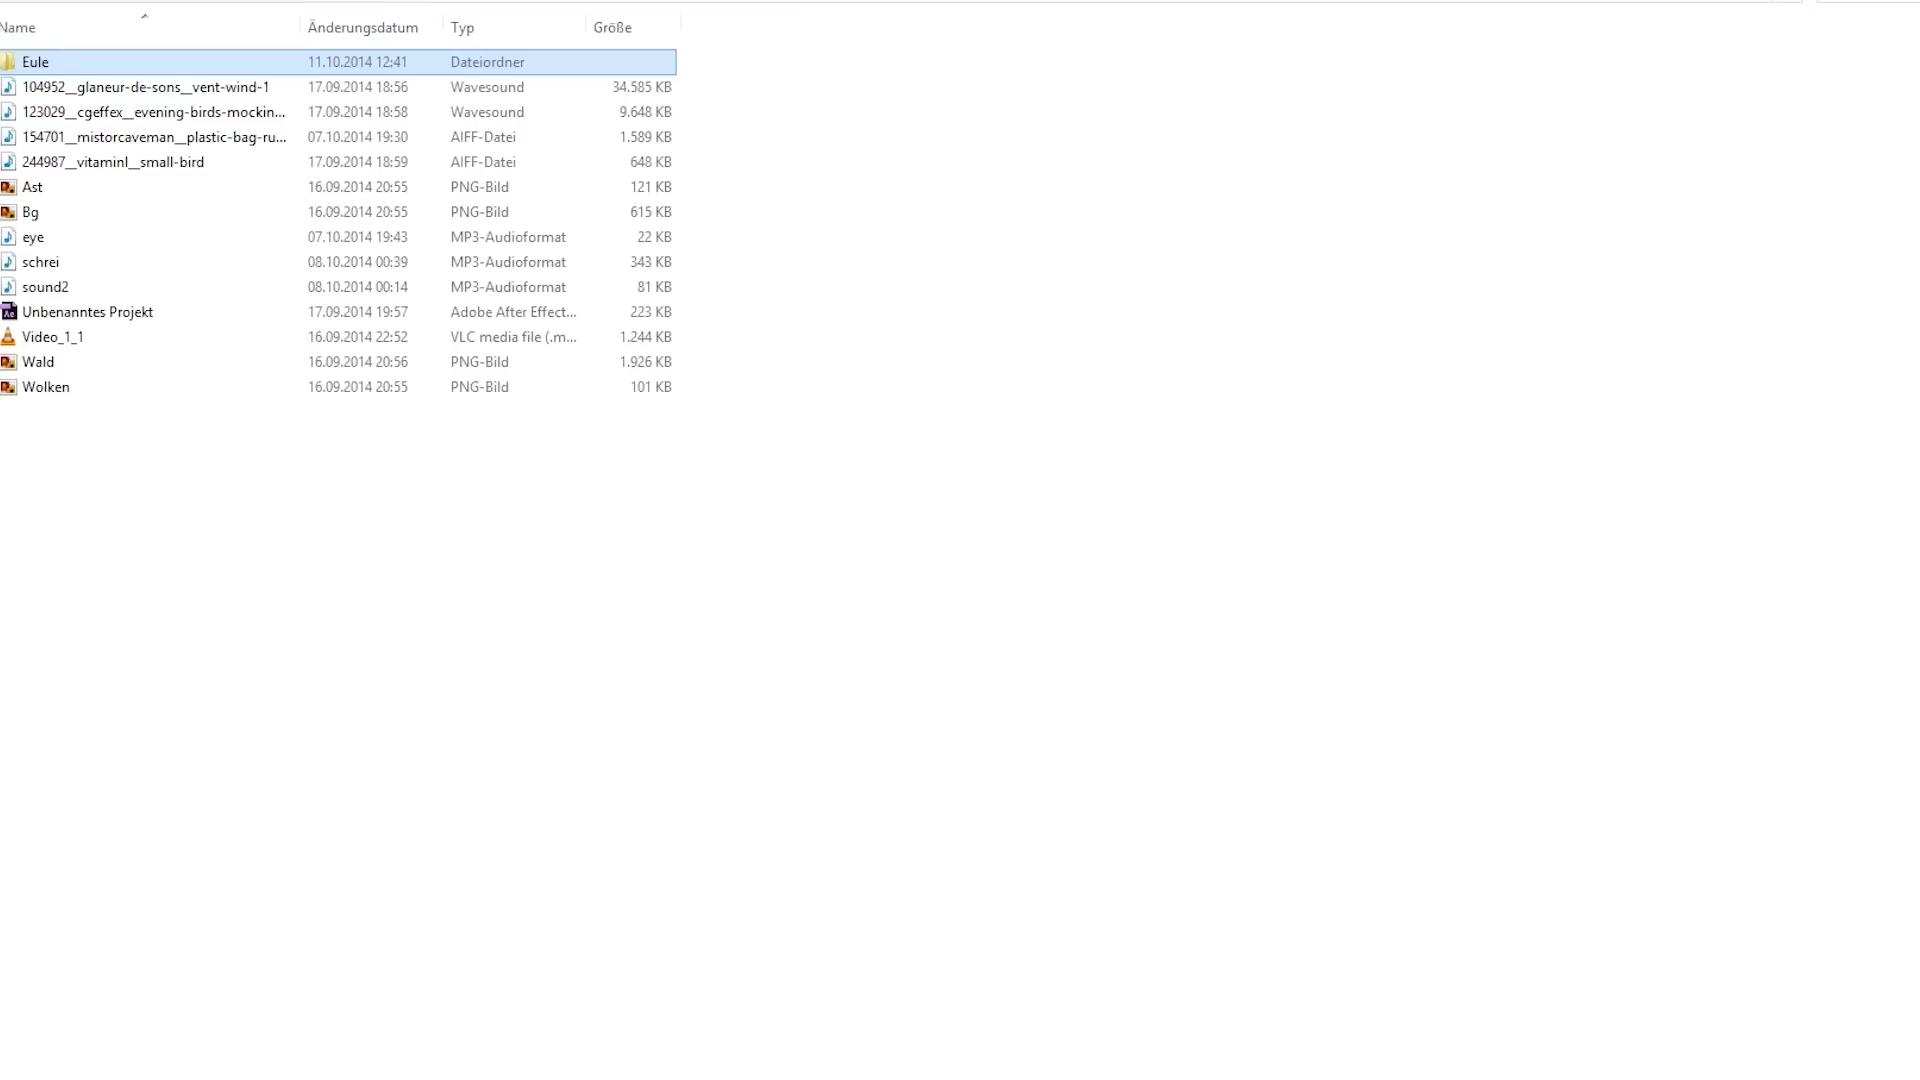 Name Änderungsdatum Typ Größe
Eule 11.10.2014 12:41 Dateiordner
104952__glaneur-de-sons__vent-wind-1 17.09.2014 18:56 Wavesound 34.585 KB
123029__cgeffex__evening-birds-mockin... 17.09.2014 18:58 Wavesound 9.648 KB
154701__mistorcaveman__plastic-bag-ru... 07.10.2014 19:30 AIFF-Datei 1.589 KB
244987__vitaminl__small-bird 17.09.2014 18:59 AIFF-Datei 648 KB
Ast 16.09.2014 20:55 PNG-Bild 121 KB
Bg 16.09.2014 20:55 PNG-Bild 615 KB
eye 07.10.2014 19:43 MP3-Audioformat 22 KB
schrei 08.10.2014 00:39 MP3-Audioformat 343 KB
sound2 08.10.2014 00:14 MP3-Audioformat 81 KB
Unbenanntes Projekt 17.09.2014 19:57 Adobe After Effect... 223 KB
Video_1_1 16.09.2014 22:52 VLC media file (.m... 1.244 KB
Wald 16.09.2014 20:56 PNG-Bild 1.926 KB
Wolken 16.09.2014 20:55 PNG-Bild 101 KB